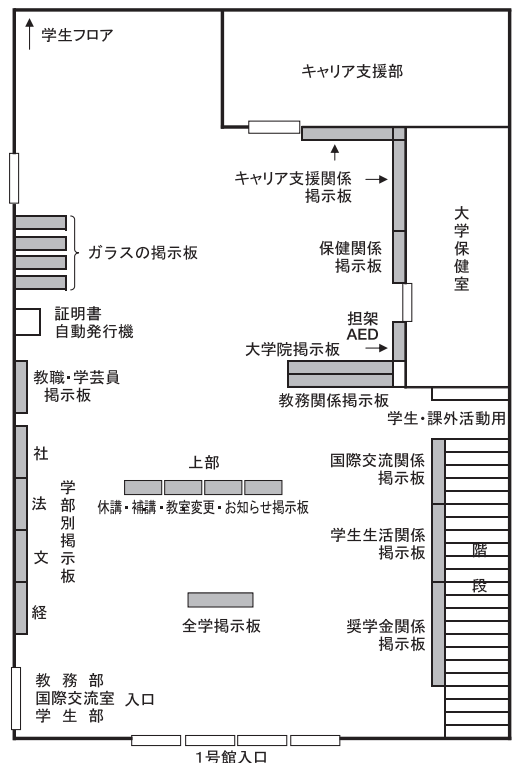 学生フロア
キャリア支援部
キャリア支援関係
掲示板
大学保健室
保健関係
掲示板
ガラスの掲示板
証明書
自動発行機
担架
AED
大学院掲示板
教職・学芸員
掲示板
教務関係掲示板
学生・課外活動用
社
法
文
経
学部別掲示板
上部
休講・補講・教室変更・お知らせ掲示板
国際交流関係
掲示板
学生生活関係
掲示板
階段
全学掲示板
奨学金関係
掲示板
教務部
国際交流室 入口
学生部
1号館入口